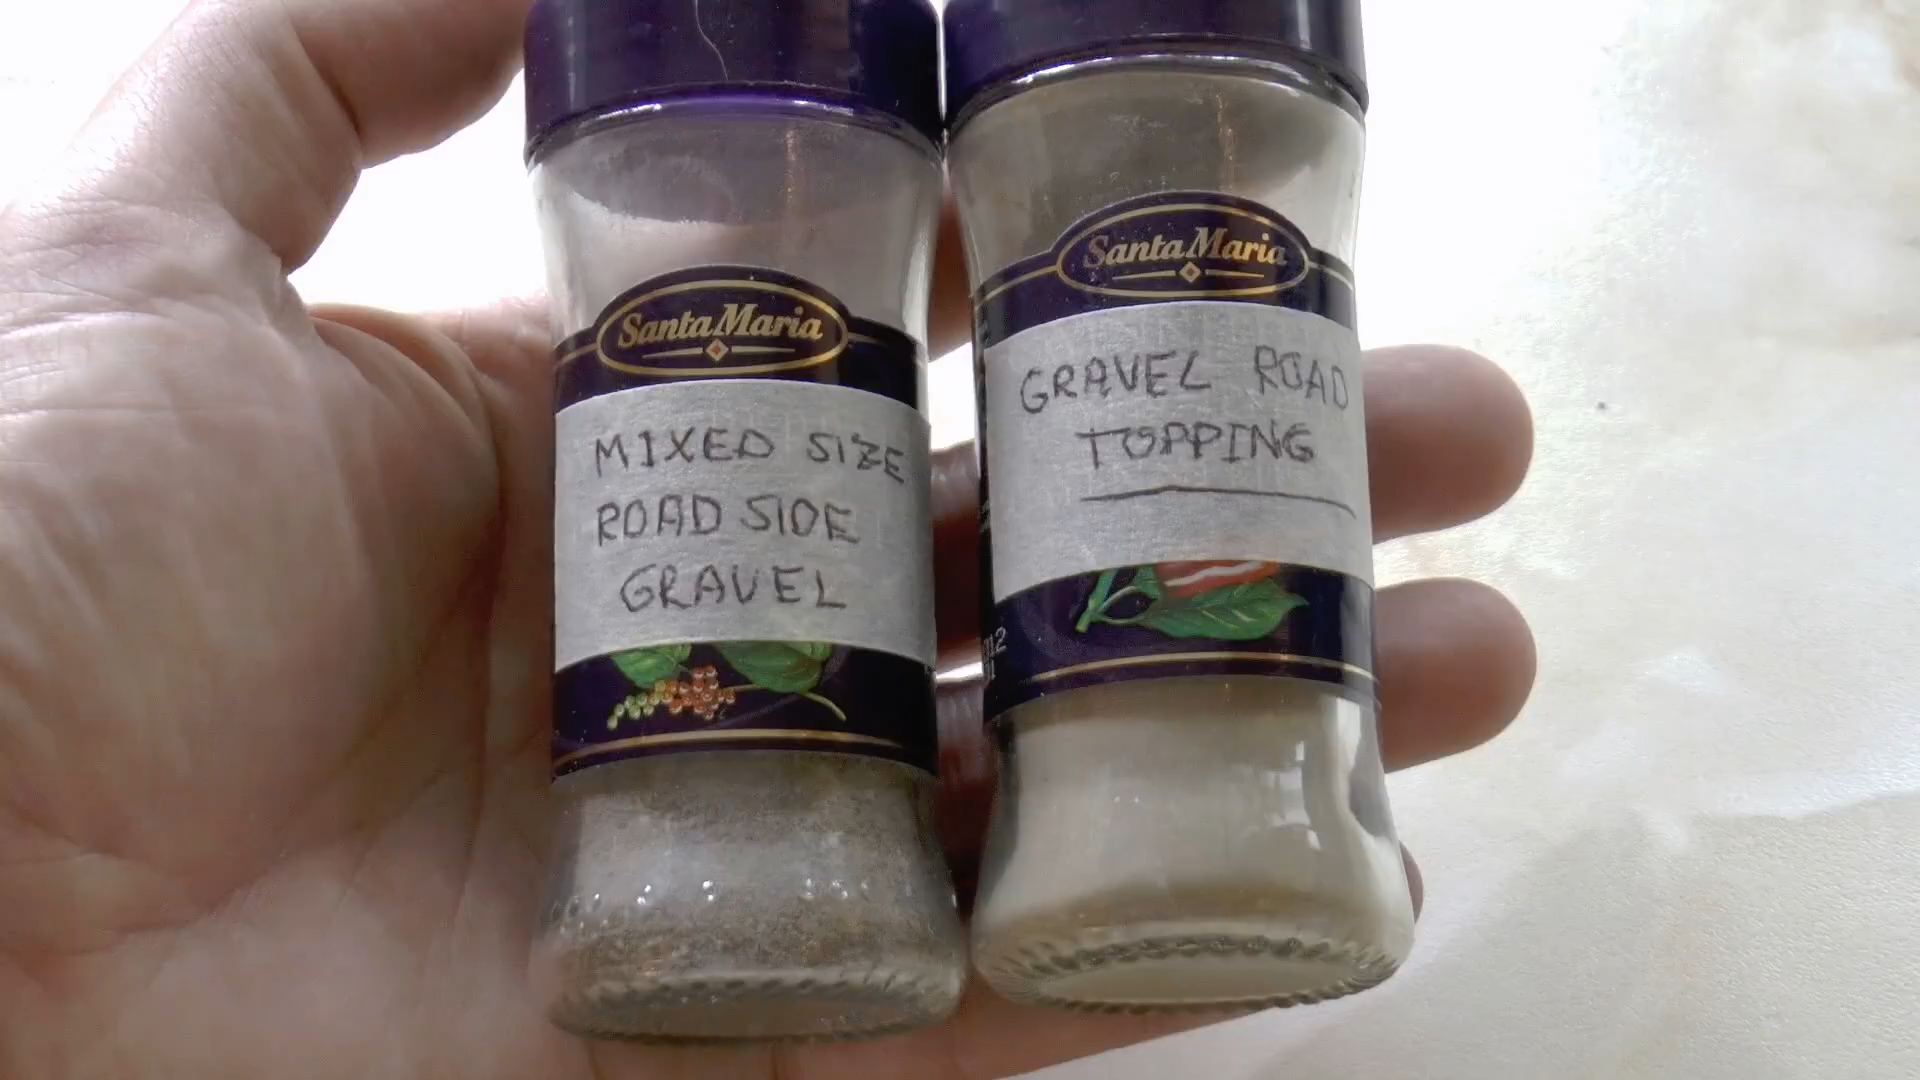 Santa Maria
MIXED SIZE
ROAD SIDE
GRAVEL
Santa Maria
GRAVEL ROAD
TOPPING